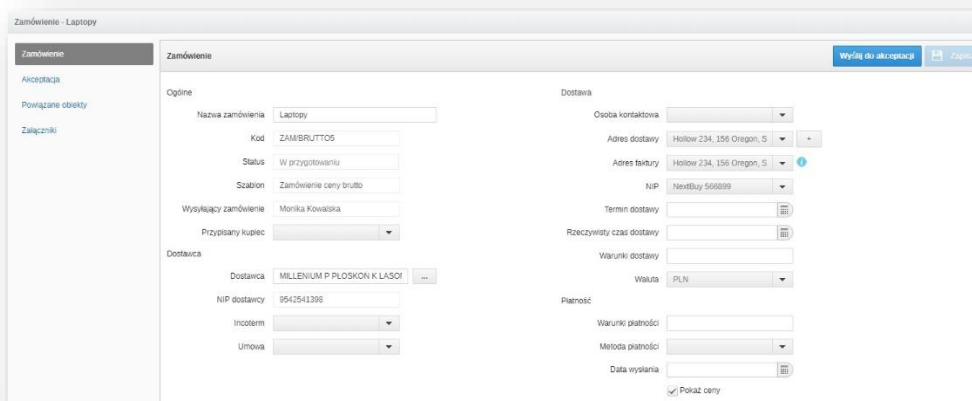 Zamówienie - Laptopy
Zamówienie
Akceptacja
Powiązane obiekty
Załączniki
Zamówienie
Wyślij do akceptacji
Ogólne
Nazwa zamówienia Laptopy
Kod ZAM/BRUTTO5
Status W przygotowaniu
Szablon Zamówienie ceny brutto
Wysyłający zamówienie Monika Kowalska
Przypisany kupiec
Dostawca
Dostawca MILLENIUM P PŁOSKON K LASOŃ ...
NIP dostawcy 9542541398
Incoterm
Umowa
Dostawa
Osoba kontaktowa
Adres dostawy Hollow 234, 156 Oregon, S +
Adres faktury Hollow 234, 156 Oregon, S
NIP NextBuy 566899
Termin dostawy
Rzeczywisty czas dostawy
Warunki dostawy
Waluta PLN
Płatność
Warunki płatności
Metoda płatności
Data wysłania
Pokaż ceny